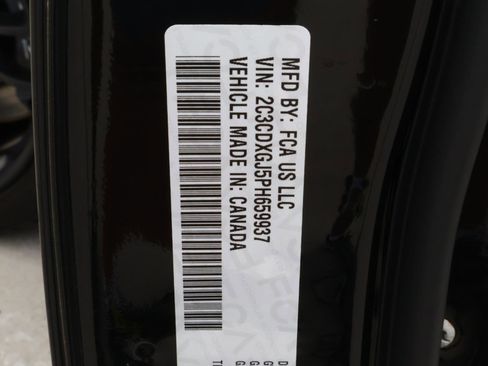 MFD BY: FCA US LLC
VIN: 2C3CDXGJ5PH659937
VEHICLE MADE IN: CANADA